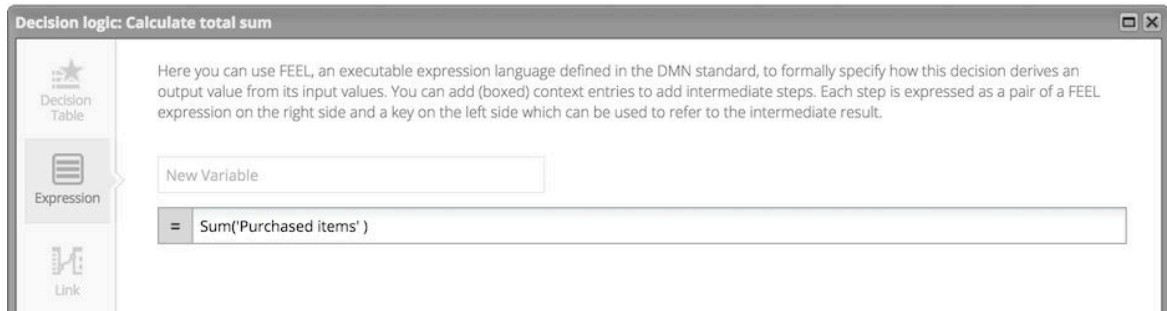 Decision logic: Calculate total sum
Decision
Table
Expression
Link
Here you can use FEEL, an executable expression language defined in the DMN standard, to formally specify how this decision derives an
output value from its input values. You can add (boxed) context entries to add intermediate steps. Each step is expressed as a pair of a FEEL
expression on the right side and a key on the left side which can be used to refer to the intermediate result.
New Variable
= Sum('Purchased items' )